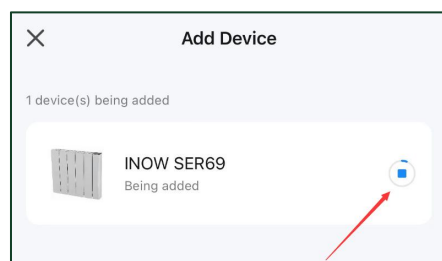 Add Device
1 device(s) being added
INOW SER69
Being added